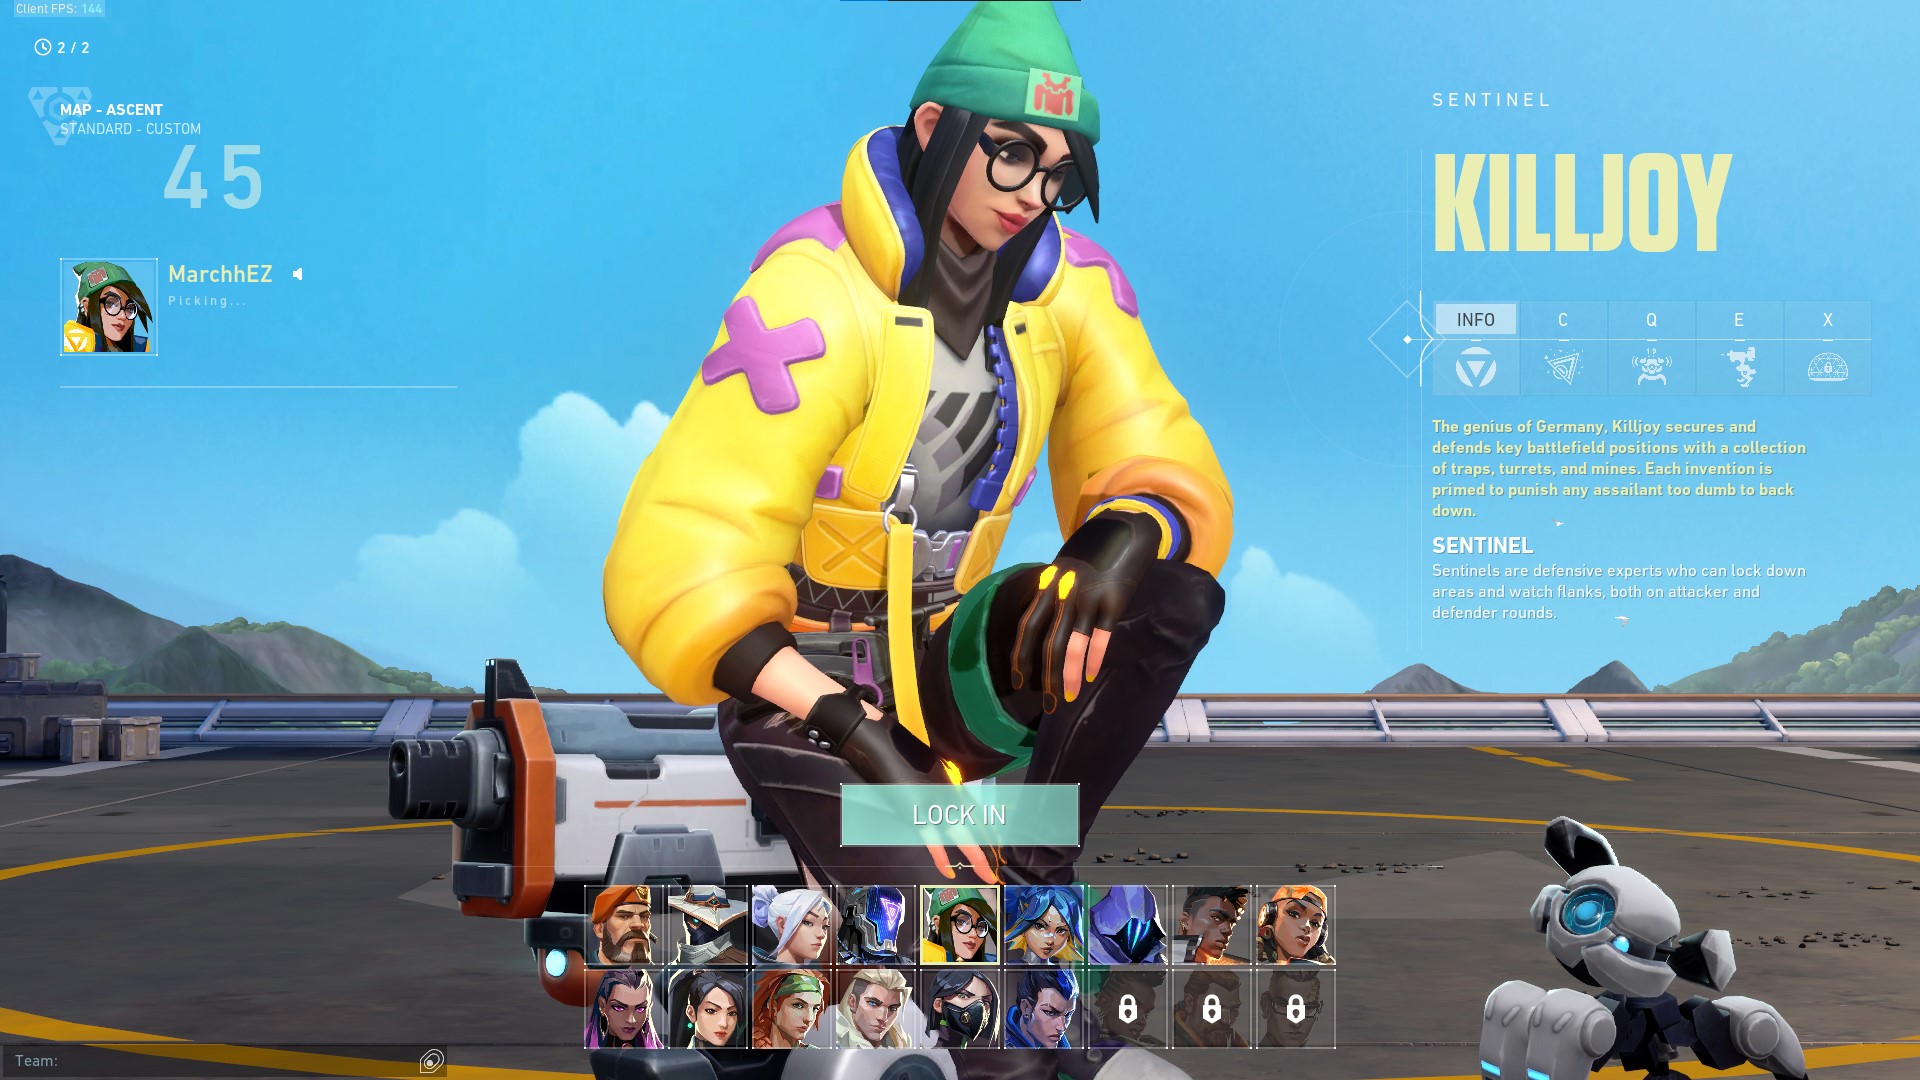 Client FPS: 144
2 / 2
MAP - ASCENT
STANDARD - CUSTOM
45
MarchhEZ
Picking...
SENTINEL
KILLJOY
INFO C Q E X
The genius of Germany, Killjoy secures and
defends key battlefield positions with a collection
of traps, turrets, and mines. Each invention is
primed to punish any assailant too dumb to back
down.
SENTINEL
Sentinels are defensive experts who can lock down
areas and watch flanks, both on attacker and
defender rounds.
LOCK IN
Team: